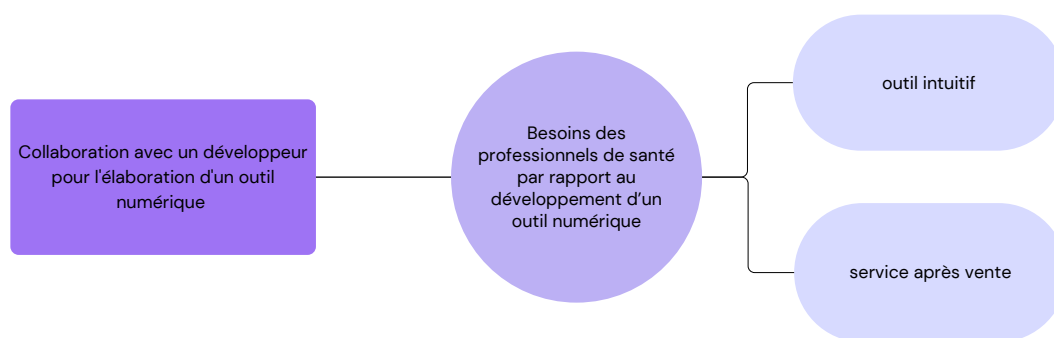 Collaboration avec un développeur
pour l'élaboration d'un outil
numérique
Besoins des
professionnels de santé
par rapport au
développement d’un
outil numérique
outil intuitif
service après vente